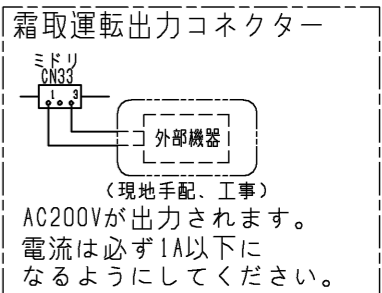 霜取運転出力コネクター
ミドリ
CN33
1 3
外部機器
(現地手配、工事)
AC200Vが出力されます。
電流は必ず1A以下に
なるようにしてください。